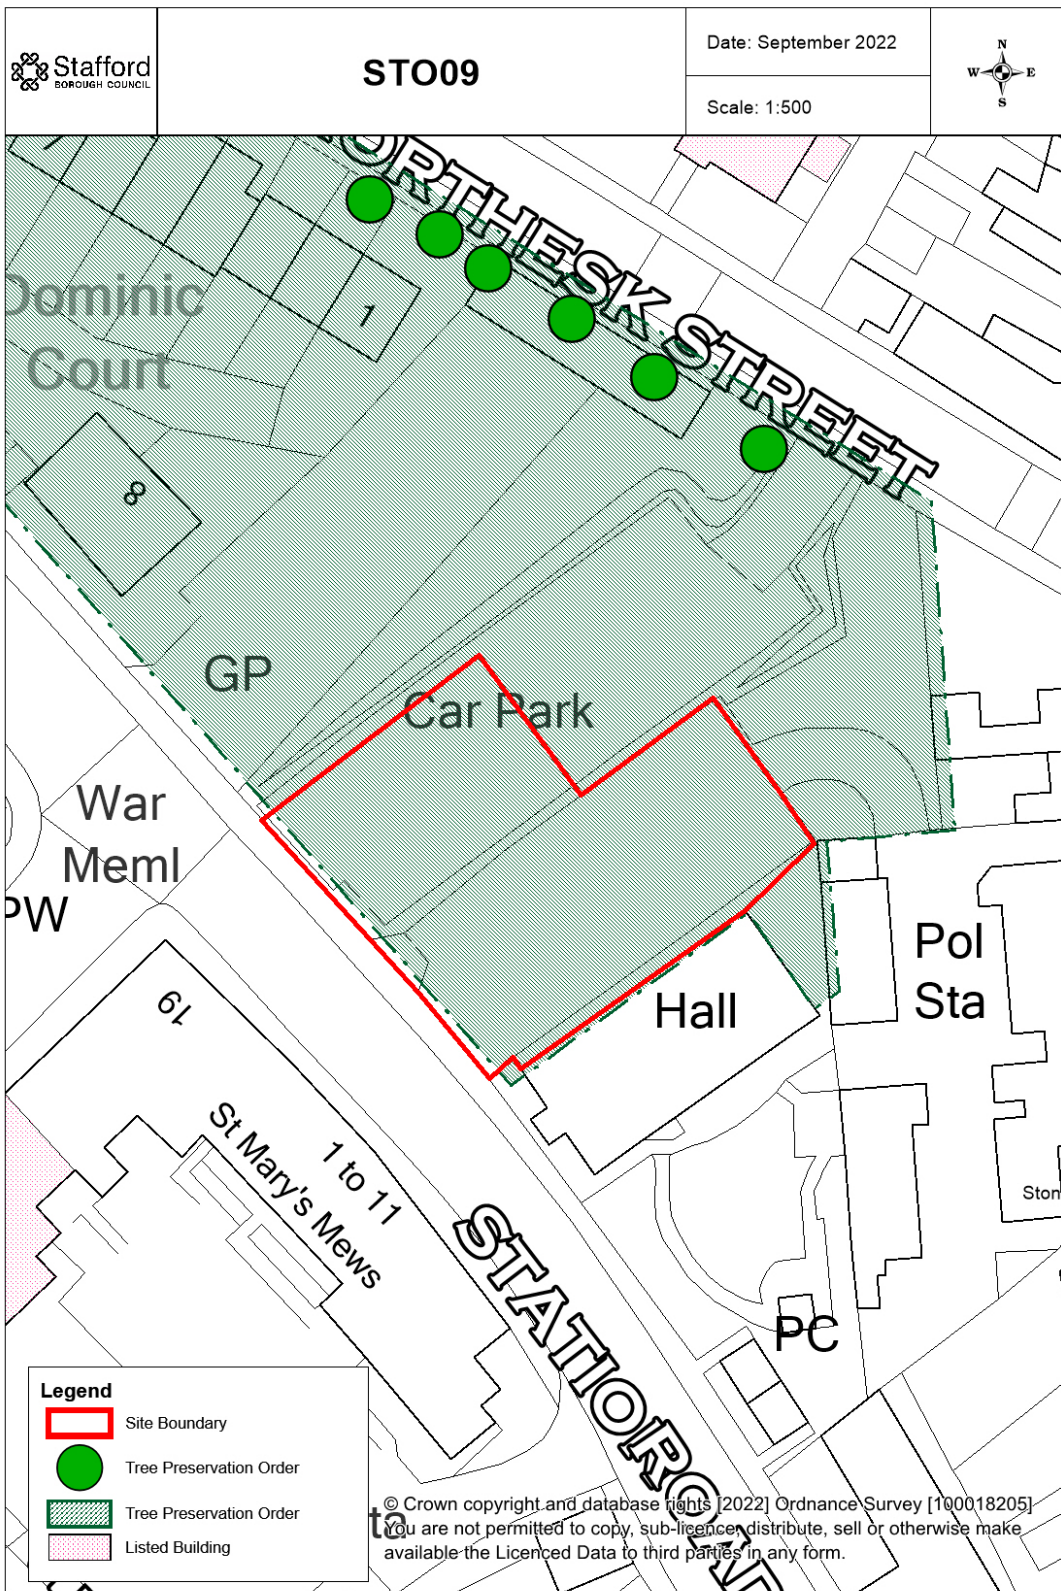 Stafford
BOROUGH COUNCIL
STO09
Date: September 2022
Scale: 1:500
N
W E
S
NORTHESK STREET
7
Dominic
Court
1
8
GP
Car Park
War
Meml
PW
Pol
Sta
Hall
19
St Mary's Mews
1 to 11
STATION ROAD
PC
Ston
Legend
Site Boundary
Tree Preservation Order
Tree Preservation Order
Listed Building
ta
© Crown copyright and database rights [2022] Ordnance Survey [100018205]
You are not permitted to copy, sub-licence, distribute, sell or otherwise make
available the Licenced Data to third parties in any form.